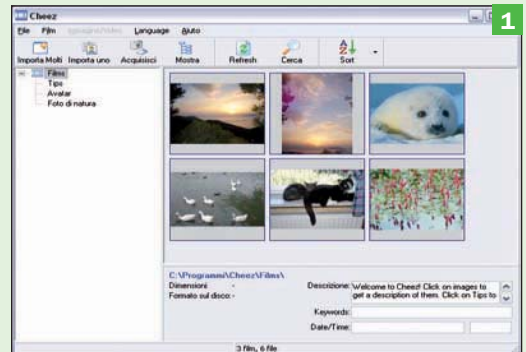 Cheez
1
File Film Immagine/Video Language Aiuto
Importa Molti Importa uno Acquisisci Mostra Refresh Cerca Sort
Films
Tips
Avatar
Foto di natura
C:\Programmi\Cheez\Films\
Dimensioni -
Formato sul disco: -
Descrizione: Welcome to Cheez! Click on images to
get a description of them. Click on Tips to
Keywords:
Date/Time:
3 film, 6 file